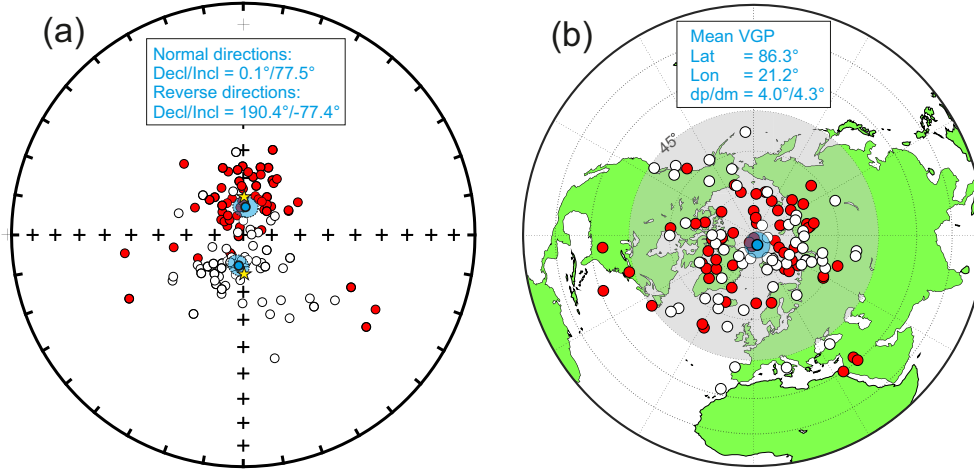 (a)
Normal directions:
Decl/Incl = 0.1°/77.5°
Reverse directions:
Decl/Incl = 190.4°/-77.4°
(b)
Mean VGP
Lat = 86.3°
Lon = 21.2°
dp/dm = 4.0°/4.3°
45°